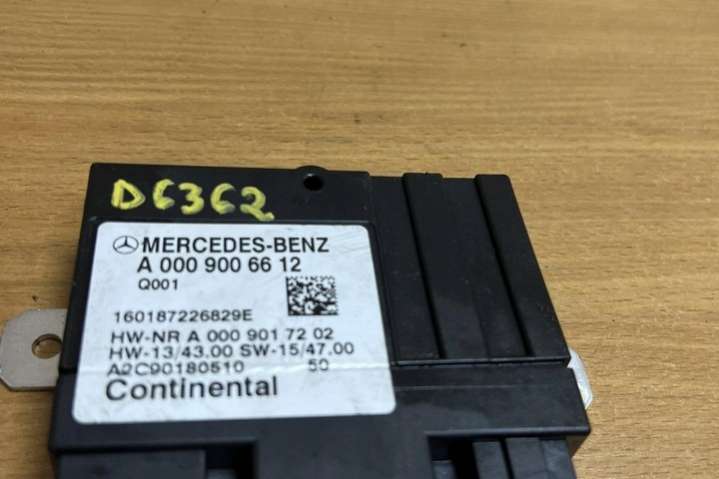 D6362
MERCEDES-BENZ
A 000 900 66 12
Q001
160187226829E
HW-NR A 000 901 72 02
HW-13/43.00 SW-15/47.00
A2C90180510 50
Continental